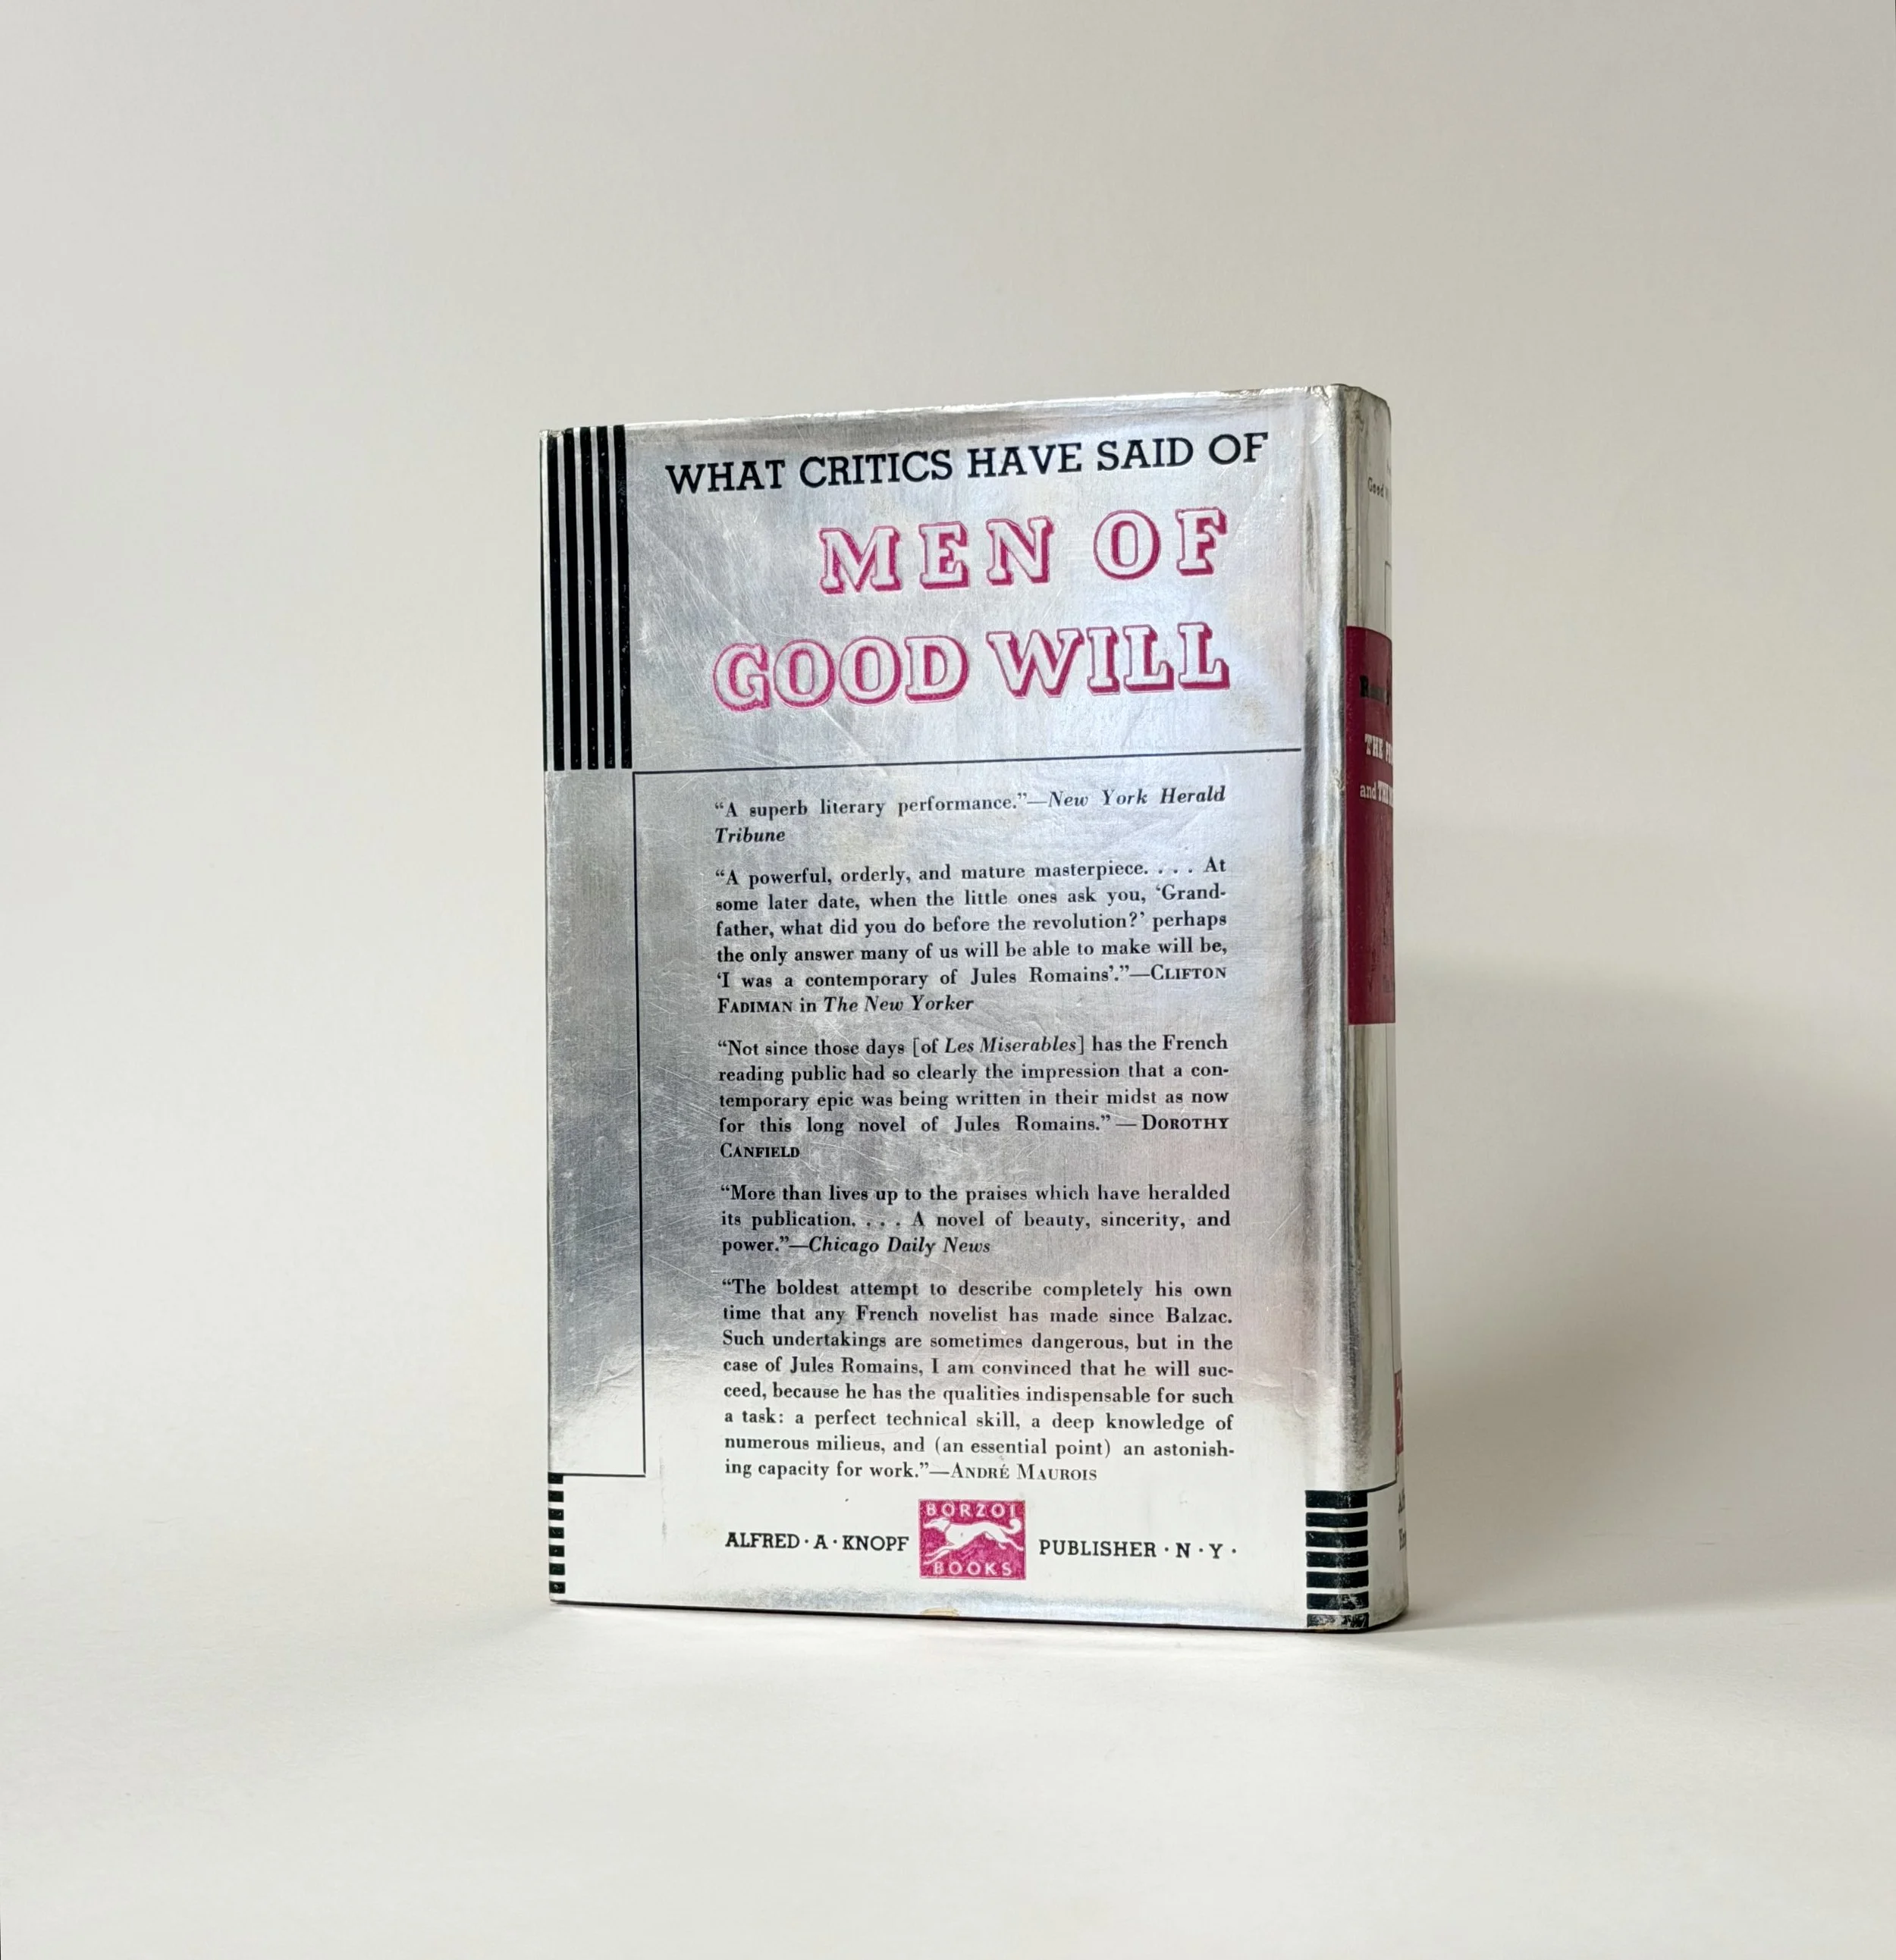 WHAT CRITICS HAVE SAID OF
MEN OF
GOOD WILL
“A superb literary performance.”—New York Herald
Tribune
“A powerful, orderly, and mature masterpiece. . . . At
some later date, when the little ones ask you, ‘Grand-
father, what did you do before the revolution?’ perhaps
the only answer many of us will be able to make will be,
‘I was a contemporary of Jules Romains’.”—CLIFTON
FADIMAN in The New Yorker
“Not since those days [of Les Miserables] has the French
reading public had so clearly the impression that a con-
temporary epic was being written in their midst as now
for this long novel of Jules Romains.”—DOROTHY
CANFIELD
“More than lives up to the praises which have heralded
its publication. . . . A novel of beauty, sincerity, and
power.”—Chicago Daily News
“The boldest attempt to describe completely his own
time that any French novelist has made since Balzac.
Such undertakings are sometimes dangerous, but in the
case of Jules Romains, I am convinced that he will suc-
ceed, because he has the qualities indispensable for such
a task: a perfect technical skill, a deep knowledge of
numerous milieus, and (an essential point) an astonish-
ing capacity for work.”—ANDRÉ MAUROIS
ALFRED · A · KNOPF
BORZOI
BOOKS
PUBLISHER · N · Y ·
Good
THE
and